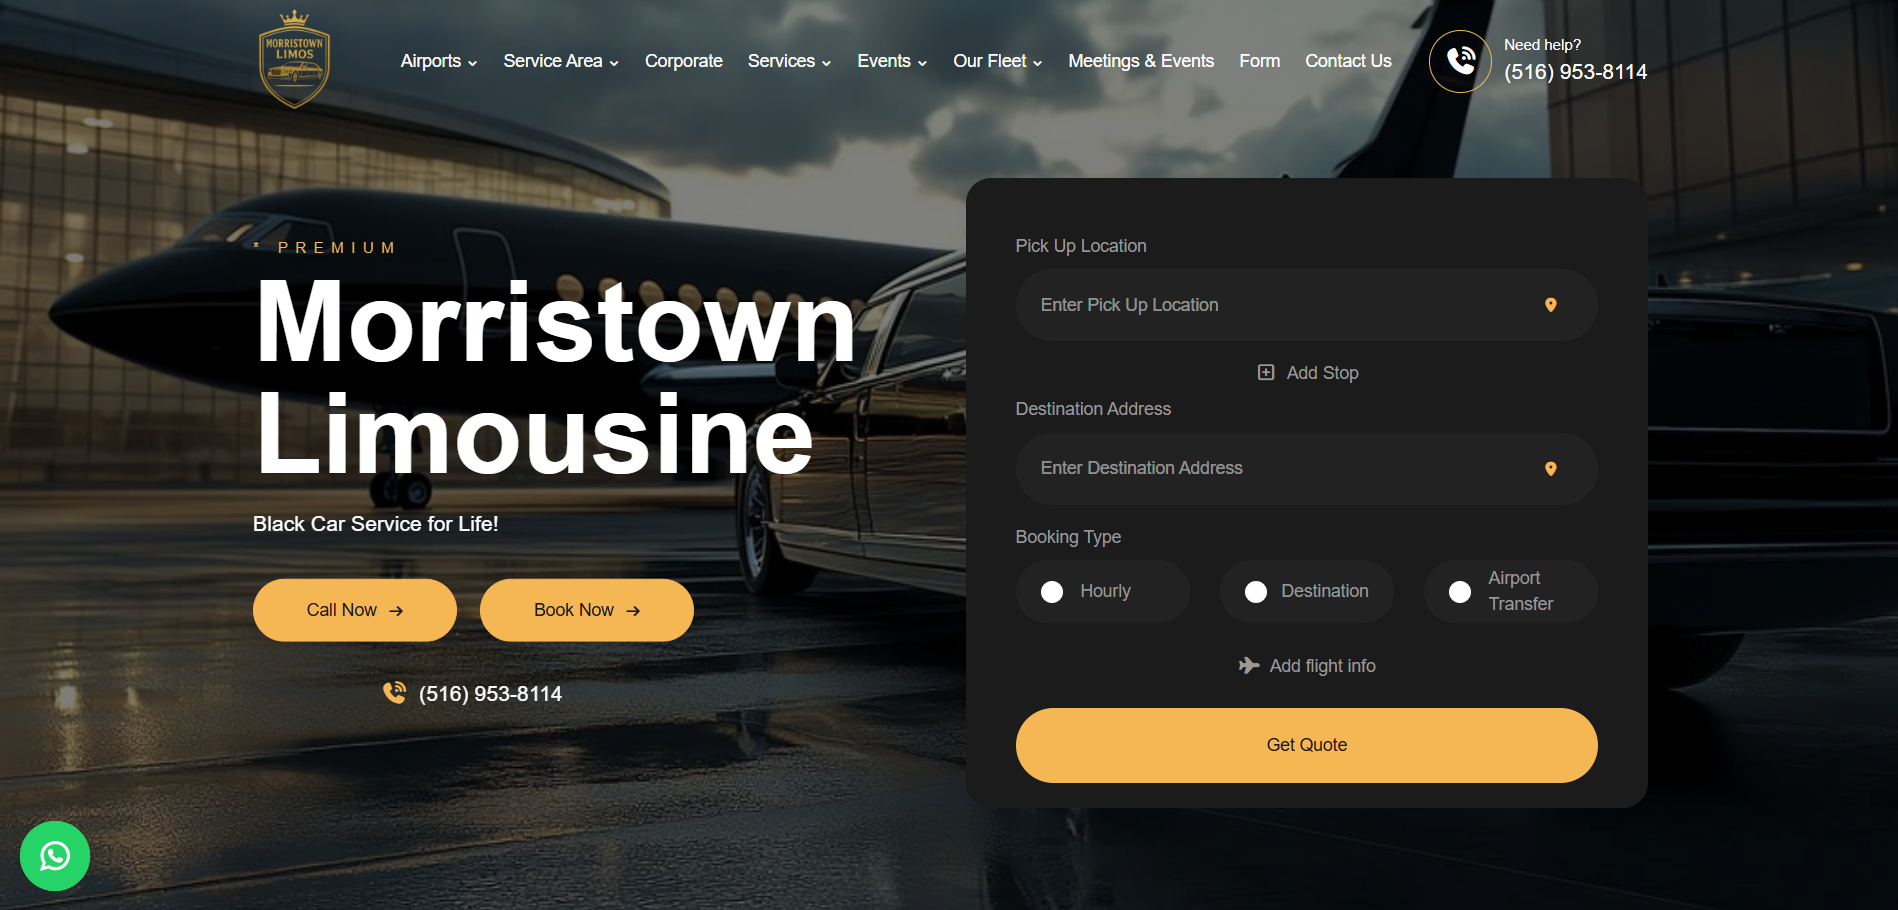 MORRISTOWN
LIMOS
Airports
Service Area
Corporate
Services
Events
Our Fleet
Meetings & Events
Form
Contact Us
Need help?
(516) 953-8114
* PREMIUM
Morristown
Limousine
Black Car Service for Life!
Call Now →
Book Now →
(516) 953-8114
Pick Up Location
Enter Pick Up Location
Add Stop
Destination Address
Enter Destination Address
Booking Type
Hourly
Destination
Airport
Transfer
Add flight info
Get Quote